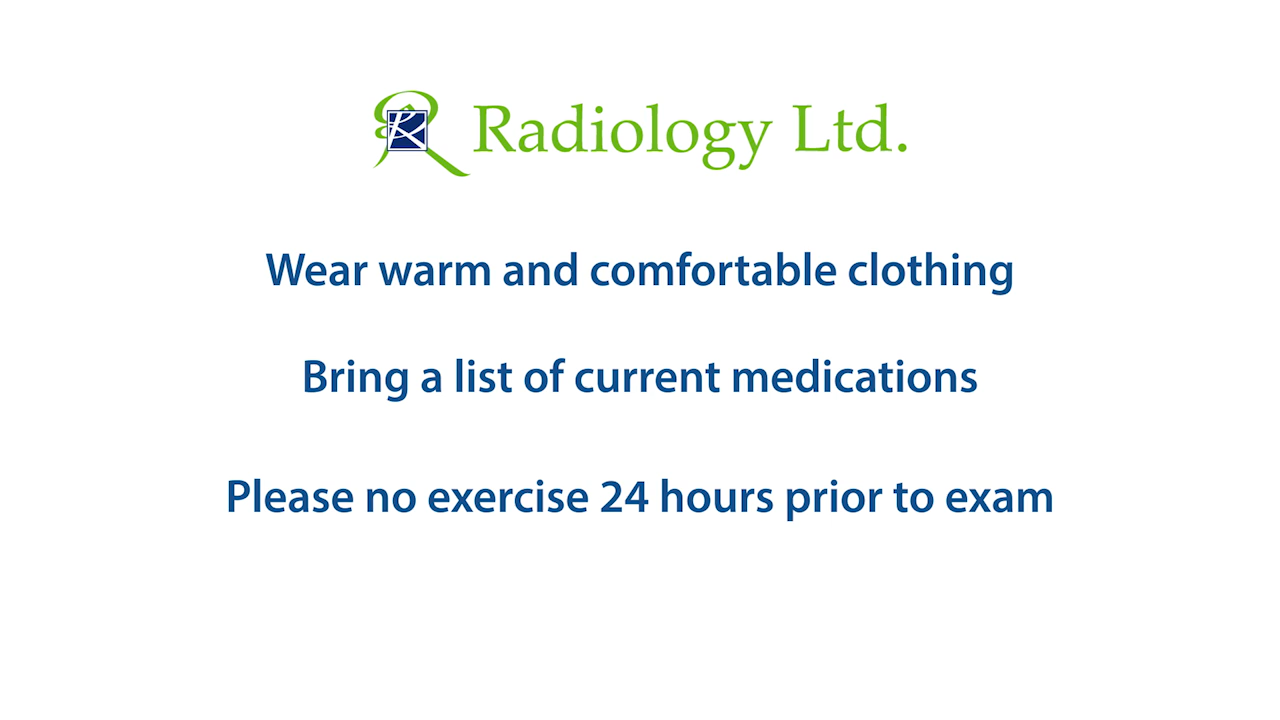 Radiology Ltd.
Wear warm and comfortable clothing
Bring a list of current medications
Please no exercise 24 hours prior to exam